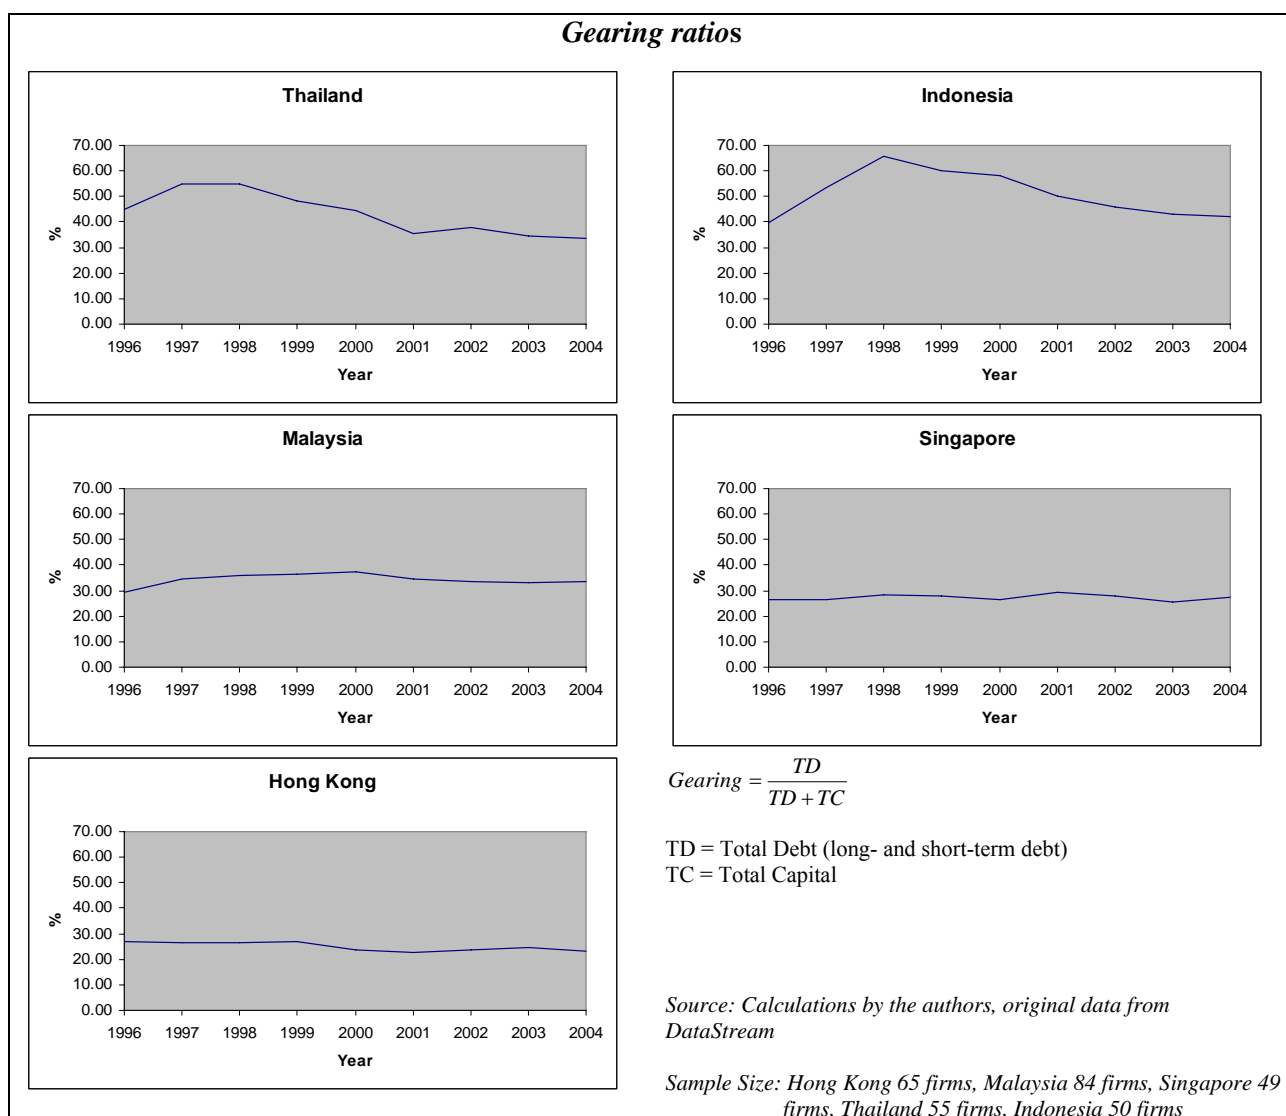 Gearing ratios
Thailand
70.00
60.00
50.00
40.00
30.00
20.00
10.00
0.00
%
1996 1997 1998 1999 2000 2001 2002 2003 2004
Year
Indonesia
70.00
60.00
50.00
40.00
30.00
20.00
10.00
0.00
%
1996 1997 1998 1999 2000 2001 2002 2003 2004
Year
Malaysia
70.00
60.00
50.00
40.00
30.00
20.00
10.00
0.00
%
1996 1997 1998 1999 2000 2001 2002 2003 2004
Year
Singapore
70.00
60.00
50.00
40.00
30.00
20.00
10.00
0.00
%
1996 1997 1998 1999 2000 2001 2002 2003 2004
Year
Hong Kong
70.00
60.00
50.00
40.00
30.00
20.00
10.00
0.00
%
1996 1997 1998 1999 2000 2001 2002 2003 2004
Year
Gearing = TD / TD + TC
TD = Total Debt (long- and short-term debt)
TC = Total Capital
Source: Calculations by the authors, original data from
DataStream
Sample Size: Hong Kong 65 firms, Malaysia 84 firms, Singapore 49
firms, Thailand 55 firms, Indonesia 50 firms